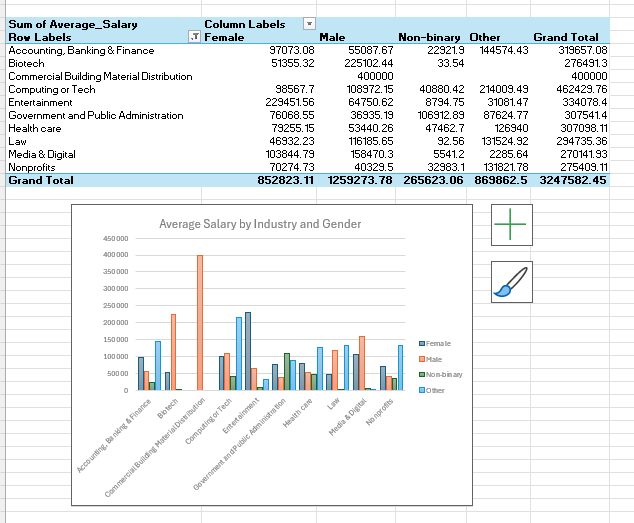 Sum of Average_Salary Column Labels
Row Labels Female Male Non-binary Other Grand Total
Accounting, Banking & Finance 97073.08 55087.67 22921.9 144574.43 319657.08
Biotech 51355.32 225102.44 33.54 276491.3
Commercial Building Material Distribution 400000 400000
Computing or Tech 98567.7 108972.15 40880.42 214009.49 462429.76
Entertainment 229451.56 64750.62 8794.75 31081.47 334078.4
Government and Public Administration 76068.55 36935.19 106912.89 87624.77 307541.4
Health care 79255.15 53440.26 47462.7 126940 307098.11
Law 46932.23 116185.65 92.56 131524.92 294735.36
Media & Digital 103844.79 158470.3 5541.2 2285.64 270141.93
Nonprofits 70274.73 40329.5 32983.1 131821.78 275409.11
Grand Total 852823.11 1259273.78 265623.06 869862.5 3247582.45
Average Salary by Industry and Gender
450000
400000
350000
300000
250000
200000
150000
100000
50000
0
Female
Male
Non-binary
Other
Accounting, Banking & Finance
Biotech
Commercial Building Material Distribution
Computing or Tech
Entertainment
Government and Public Administration
Health care
Law
Media & Digital
Nonprofits